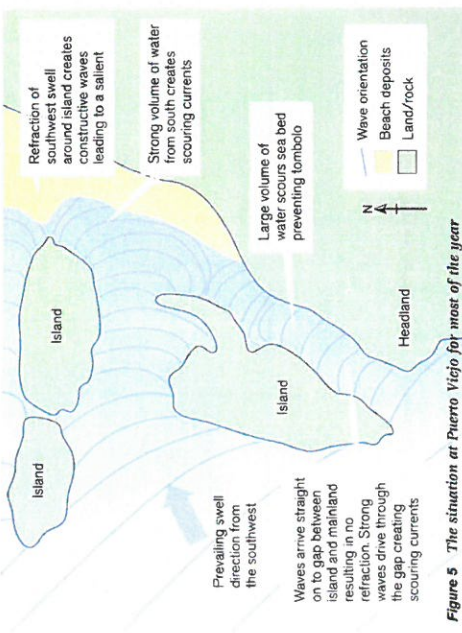 Refraction of
southwest swell
around island creates
constructive waves
leading to a salient
Strong volume of water
from south creates
scouring currents
Large volume of
water scours sea bed
preventing tombolo
Wave orientation
Beach deposits
Land/rock
N
Island
Island
Island
Headland
Prevailing swell
direction from
the southwest
Waves arrive straight
on to gap between
island and mainland
resulting in no
refraction. Strong
waves drive through
the gap creating
scouring currents
Figure 5 The situation at Puerto Viejo for most of the year